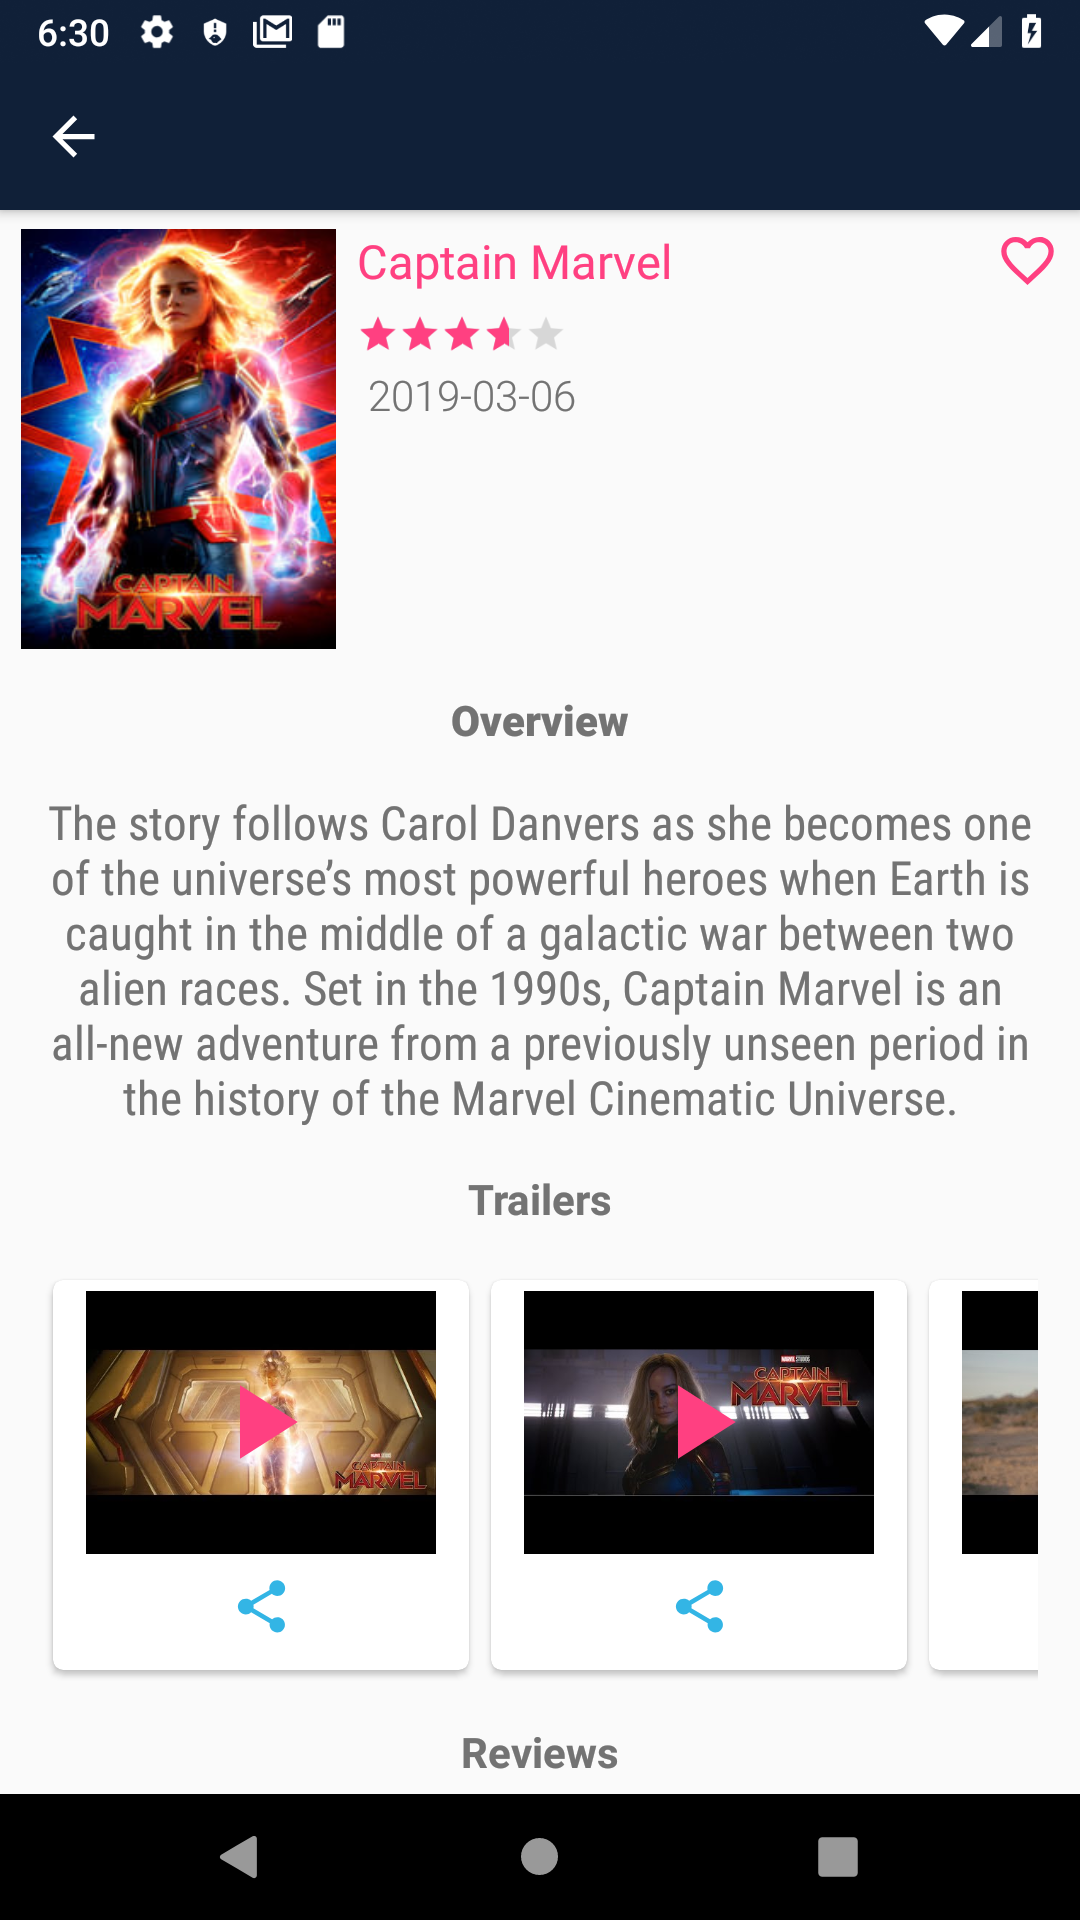 6:30
Captain Marvel
2019-03-06
CAPTAIN
MARVEL
Overview
The story follows Carol Danvers as she becomes one
of the universe’s most powerful heroes when Earth is
caught in the middle of a galactic war between two
alien races. Set in the 1990s, Captain Marvel is an
all-new adventure from a previously unseen period in
the history of the Marvel Cinematic Universe.
Trailers
CAPTAIN
MARVEL
MARVEL STUDIOS
CAPTAIN
MARVEL
Reviews